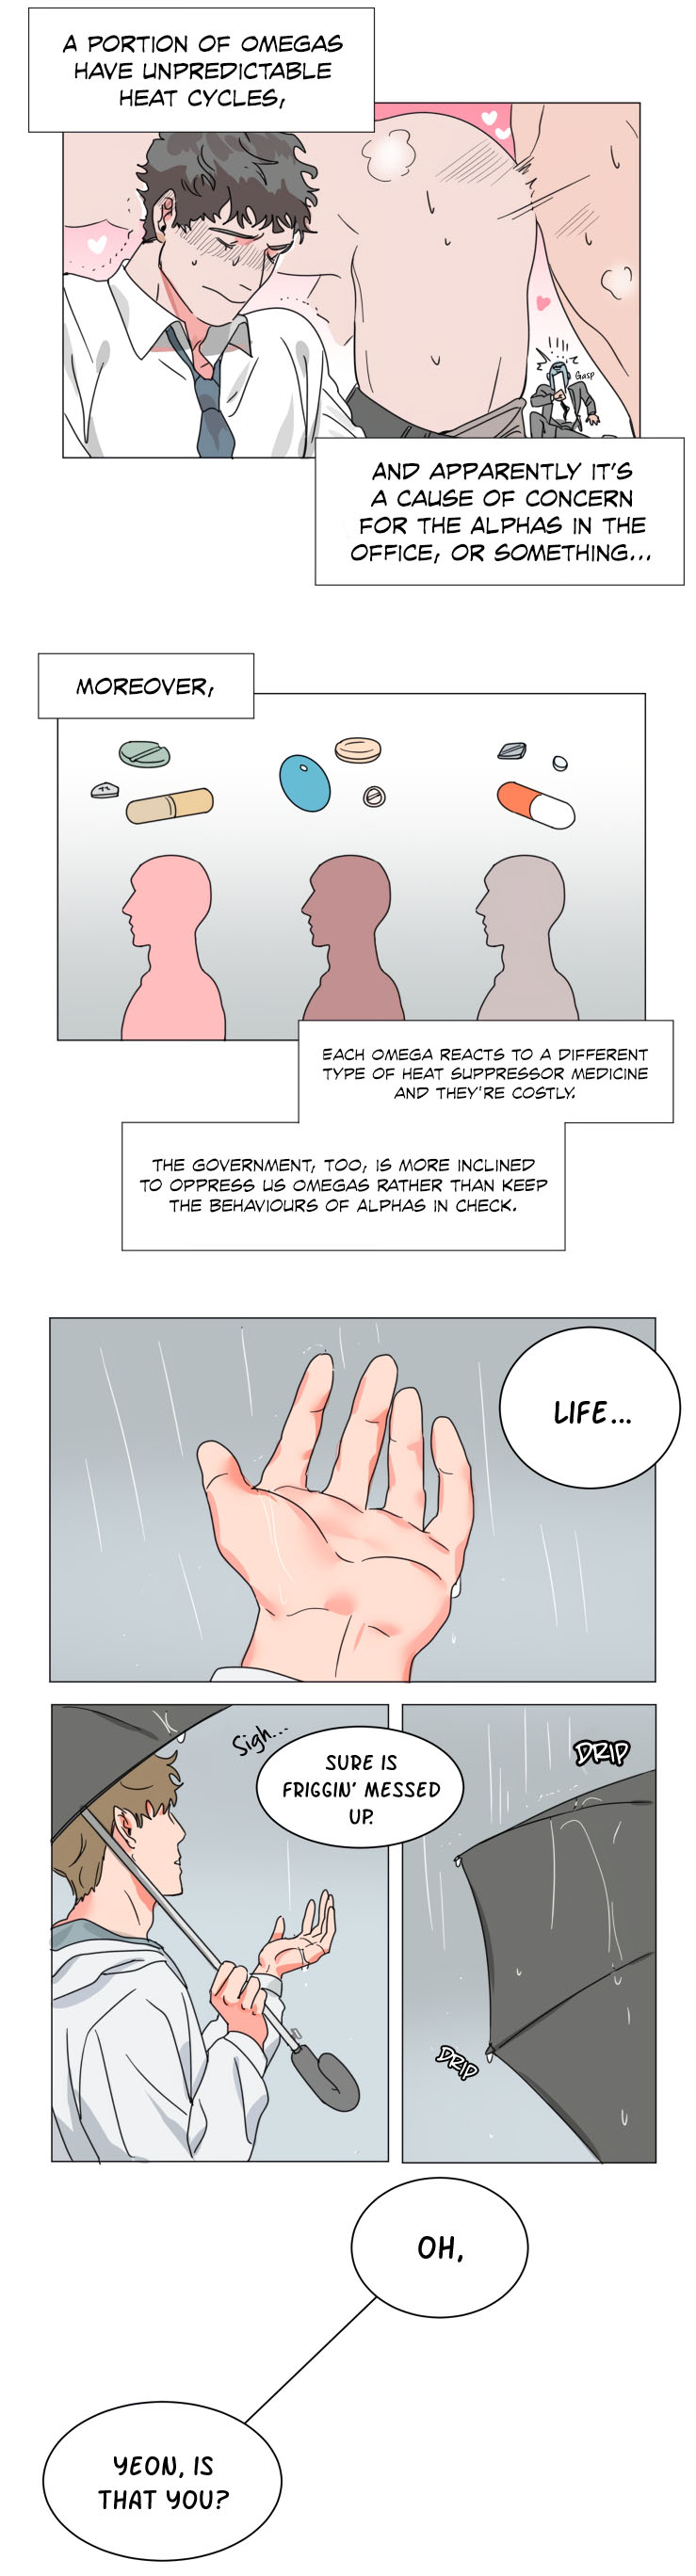 A PORTION OF OMEGAS
HAVE UNPREDICTABLE
HEAT CYCLES,
Gasp
AND APPARENTLY IT'S
A CAUSE OF CONCERN
FOR THE ALPHAS IN THE
OFFICE, OR SOMETHING...
MOREOVER,
EACH OMEGA REACTS TO A DIFFERENT
TYPE OF HEAT SUPPRESSOR MEDICINE
AND THEY'RE COSTLY.
THE GOVERNMENT, TOO, IS MORE INCLINED
TO OPPRESS US OMEGAS RATHER THAN KEEP
THE BEHAVIOURS OF ALPHAS IN CHECK.
LIFE...
Sigh...
SURE IS
FRIGGIN' MESSED
UP.
DRIP
DRIP
OH,
YEON, IS
THAT YOU?